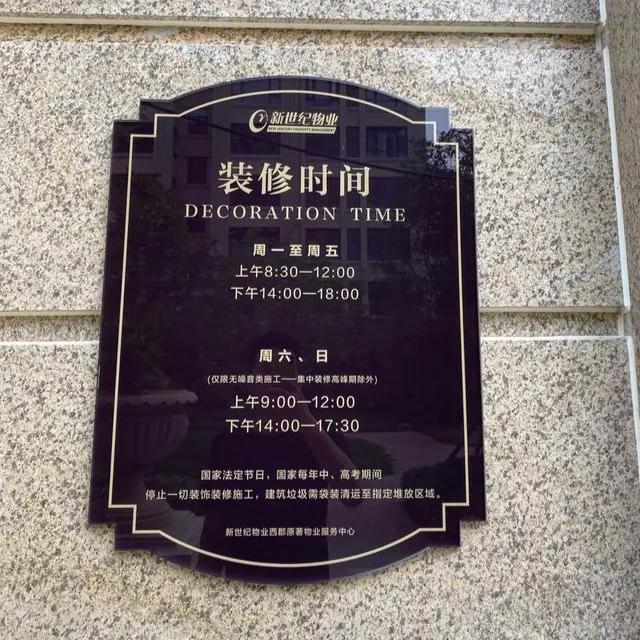 新世纪物业
NEW CENTURY PROPERTY MANAGEMENT
装修时间
DECORATION TIME
周一至周五
上午8:30—12:00
下午14:00—18:00
周六、日
(仅限无噪音类施工——集中装修高峰期除外)
上午9:00—12:00
下午14:00—17:30
国家法定节日，国家每年中、高考期间
停止一切装饰装修施工，建筑垃圾需袋装清运至指定堆放区域。
新世纪物业西郡原著物业服务中心